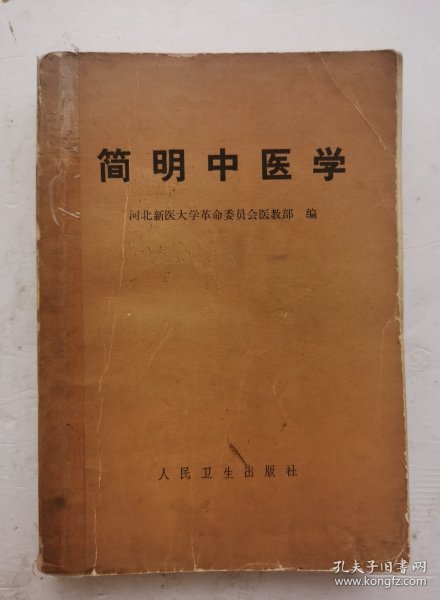 简明中医学
河北新医大学革命委员会医教部 编
人民卫生出版社
孔夫子旧书网
www.kongfz.com